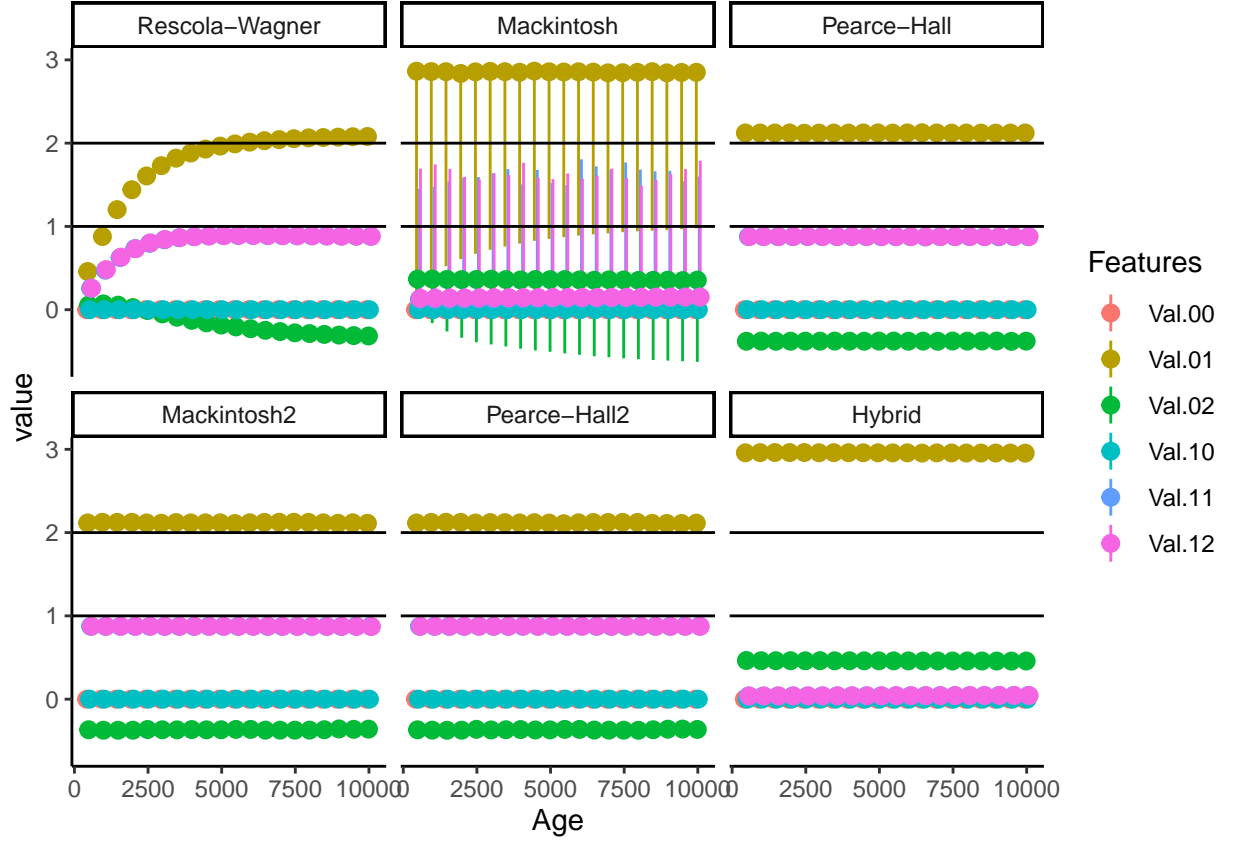 Rescola−Wagner
Mackintosh
Pearce−Hall
3
2
1
0
Mackintosh2
Pearce−Hall2
Hybrid
3
2
1
0
0 2500 5000 7500 10000
0 2500 5000 7500 10000
0 2500 5000 7500 10000
value
Age
Features
Val.00
Val.01
Val.02
Val.10
Val.11
Val.12